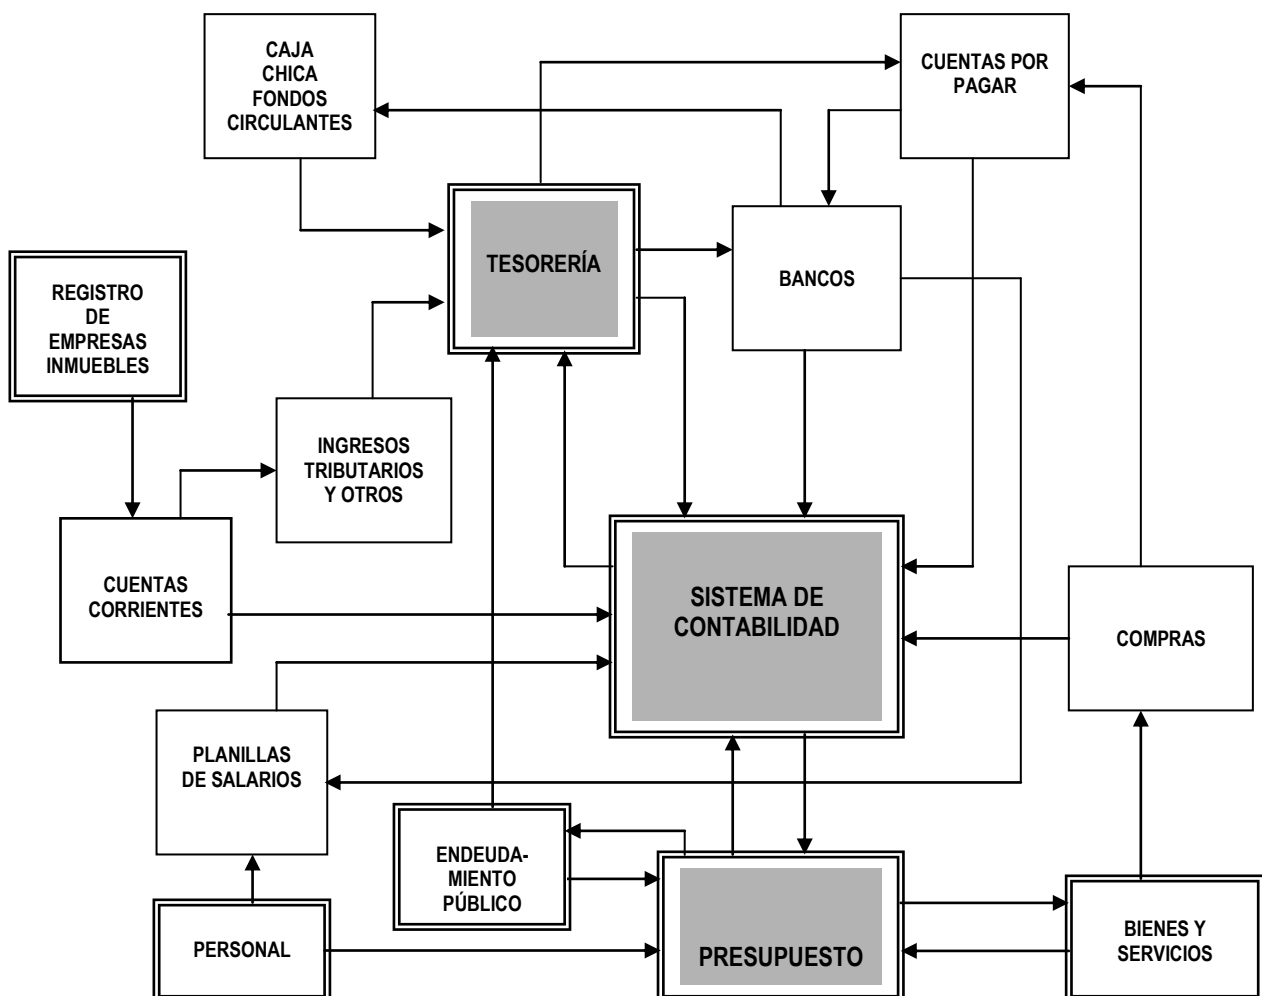 CAJA
CHICA
FONDOS
CIRCULANTES
CUENTAS POR
PAGAR
TESORERÍA
BANCOS
REGISTRO
DE
EMPRESAS
INMUEBLES
INGRESOS
TRIBUTARIOS
Y OTROS
CUENTAS
CORRIENTES
SISTEMA DE
CONTABILIDAD
COMPRAS
PLANILLAS
DE SALARIOS
ENDEUDA-
MIENTO
PÚBLICO
PERSONAL
PRESUPUESTO
BIENES Y
SERVICIOS